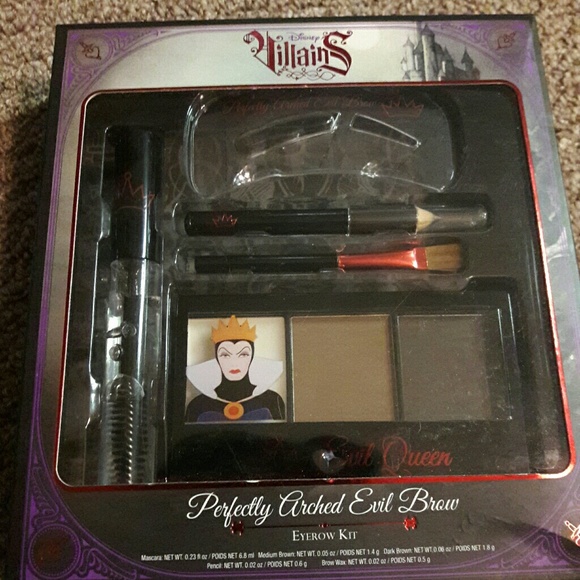 Disney
Villains
Perfectly Arched Evil Brow
Evil Queen
Perfectly Arched Evil Brow
EYEROW KIT
Mascara: NET WT. 0.23 fl oz / POIDS NET 6.8 ml Medium Brown: NET WT. 0.05 oz / POIDS NET 1.4 g Dark Brown: NET WT.0.06 oz / POIDS NET 1.8 g
Pencil: NET WT. 0.02 oz / POIDS NET 0.6 g Brow Wax: NET WT. 0.02 oz / POIDS NET 0.5 g